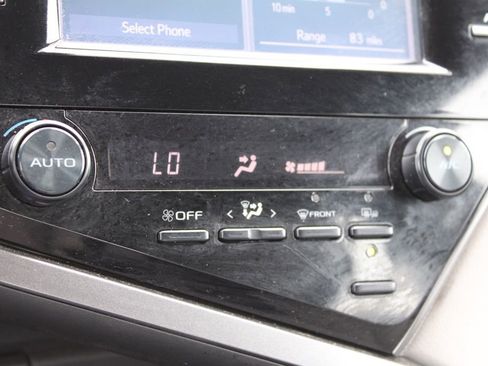 10 min 5 0
0
Select Phone
Range 83 miles
AUTO
LO
A/C
OFF
< >
FRONT